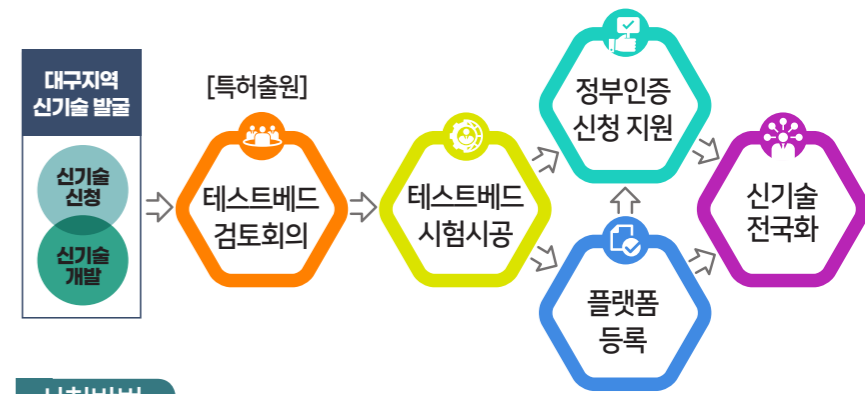 대구지역
신기술 발굴
신기술
신청
신기술
개발
[특허출원]
테스트베드
검토회의
테스트베드
시험시공
정부인증
신청 지원
플랫폼
등록
신기술
전국화